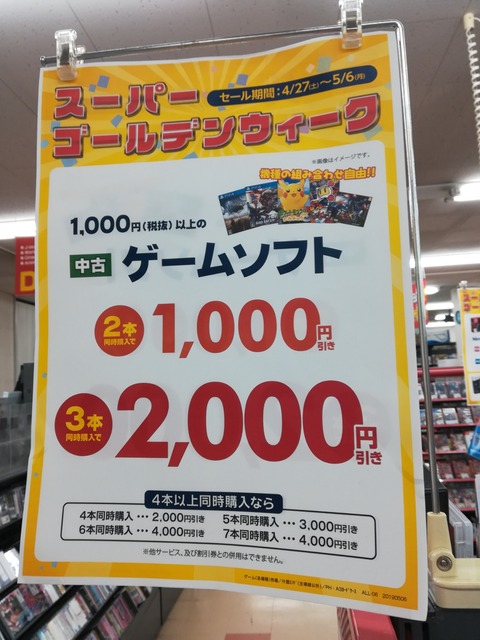 スーパー
セール期間:4/27(土)〜5/6(月)
ゴールデンウィーク
※画像はイメージです。
機種の組み合わせ自由!!
1,000円(税抜)以上の
中古 ゲームソフト
2本同時購入で 1,000円引き
3本同時購入で 2,000円引き
4本以上同時購入なら
4本同時購入・・・2,000円引き 5本同時購入・・・3,000円引き
6本同時購入・・・4,000円引き 7本同時購入・・・4,000円引き
※他サービス、及び割引券との併用はできません。
20190506